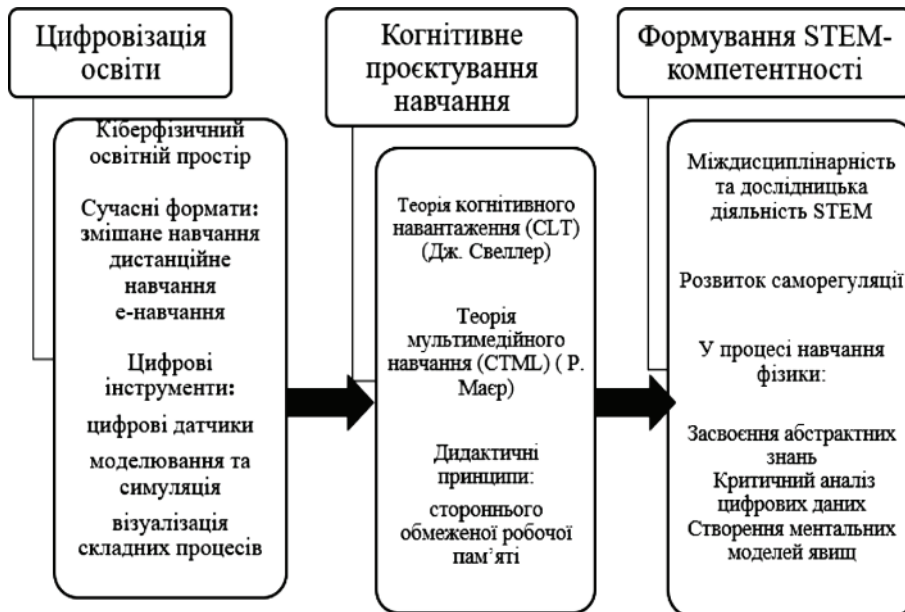 Цифровізація
освіти
Кіберфізичний
освітній простір
Сучасні формати:
змішане навчання
дистанційне
навчання
е-навчання
Цифрові
інструменти:
цифрові датчики
моделювання та
симуляція
візуалізація
складних процесів
Когнітивне
проєктування
навчання
Теорія когнітивного
навантаження (CLT)
(Дж. Свеллер)
Теорія
мультимедійного
навчання (CTML) ( Р.
Маєр)
Дидактичні
принципи:
стороннього
обмеженої робочої
пам’яті
Формування STEM-
компетентності
Міждисциплінарність
та дослідницька
діяльність STEM
Розвиток саморегуляції
У процесі навчання
фізики:
Засвоєння абстрактних
знань
Критичний аналіз
цифрових даних
Створення ментальних
моделей явищ